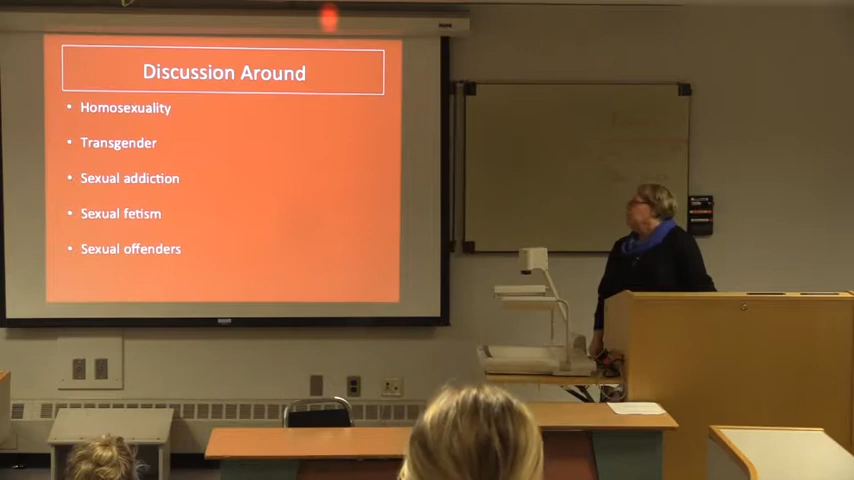 Discussion Around
• Homosexuality
• Transgender
• Sexual addiction
• Sexual fetism
• Sexual offenders